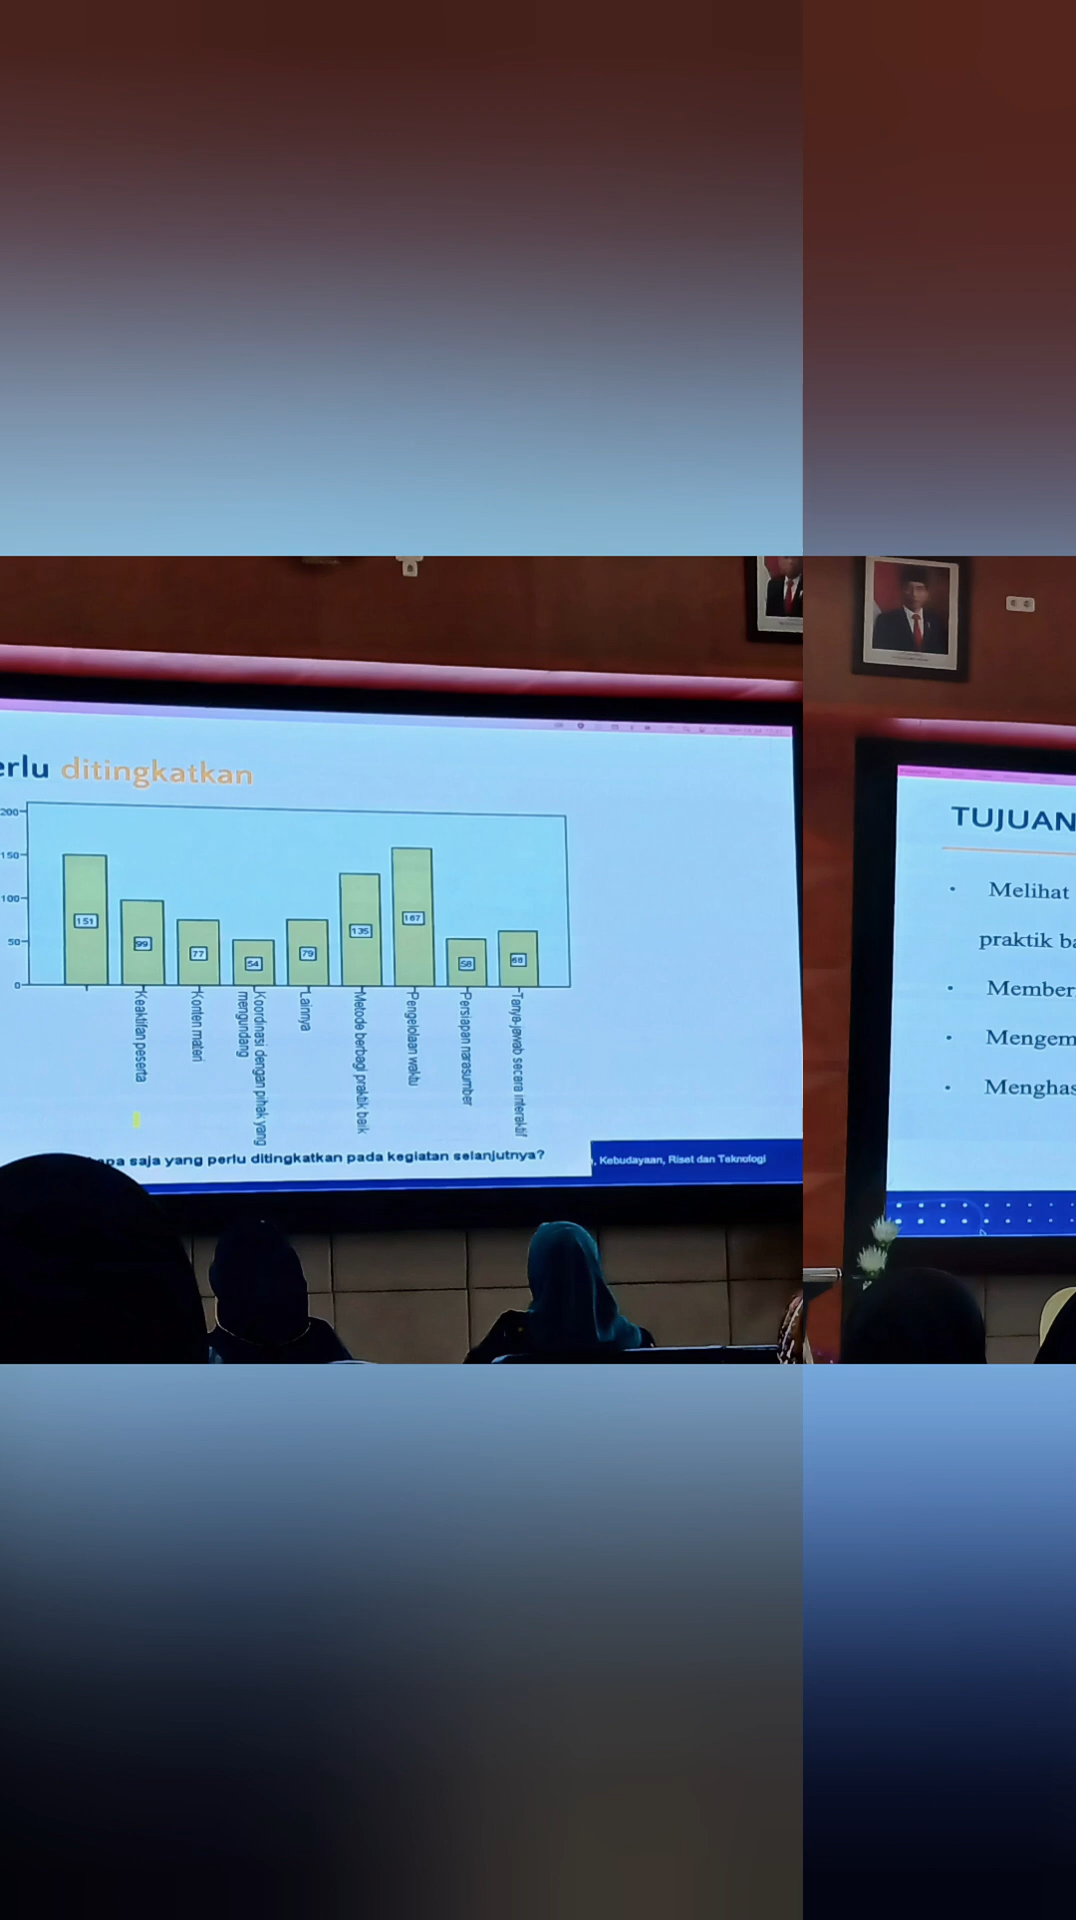 erlu ditingkatkan
200
150
100
50
0
151
99
77
54
79
135
167
58
68
Keaktifan peserta
Konten materi
Koordinasi dengan pihak yang
mengundang
Lainnya
Metode berbagi praktik baik
Pengelolaan waktu
Persiapan narasumber
Tanya-jawab secara interaktif
apa saja yang perlu ditingkatkan pada kegiatan selanjutnya?
, Kebudayaan, Riset dan Teknologi
TUJUAN
• Melihat
praktik ba
• Member
• Mengem
• Menghas